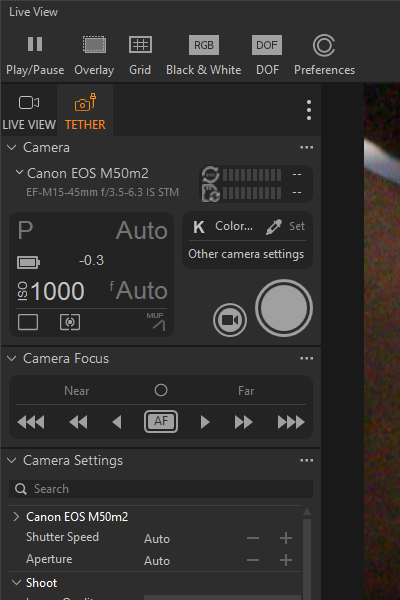 Live View
RGB
DOF
Play/Pause Overlay Grid Black & White DOF Preferences
LIVE VIEW TETHER
Camera
Canon EOS M50m2
EF-M15-45mm f/3.5-6.3 IS STM
--
--
P Auto
-0.3
ISO 1000 f Auto
MUP
K Color... Set
Other camera settings
Camera Focus
Near Far
AF
Camera Settings
Search
Canon EOS M50m2
Shutter Speed Auto
Aperture Auto
Shoot